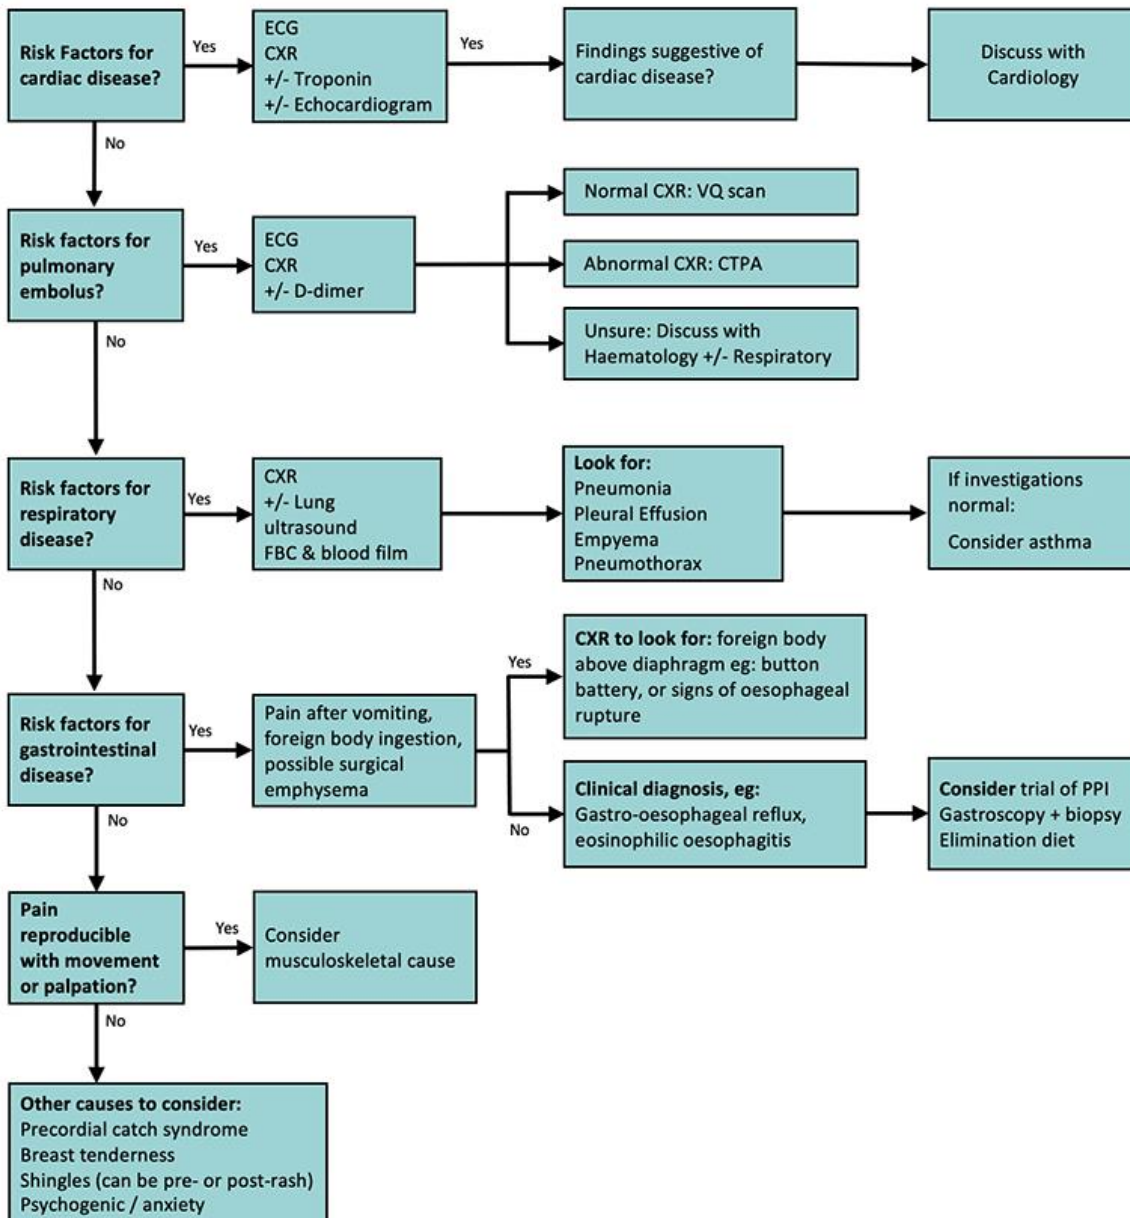 Risk Factors for
cardiac disease?
Yes
ECG
CXR
+/- Troponin
+/- Echocardiogram
Yes
Findings suggestive of
cardiac disease?
Discuss with
Cardiology
No
Risk factors for
pulmonary
embolus?
Yes
ECG
CXR
+/- D-dimer
Normal CXR: VQ scan
Abnormal CXR: CTPA
Unsure: Discuss with
Haematology +/- Respiratory
No
Risk factors for
respiratory
disease?
Yes
CXR
+/- Lung
ultrasound
FBC & blood film
Look for:
Pneumonia
Pleural Effusion
Empyema
Pneumothorax
If investigations
normal:
Consider asthma
No
Risk factors for
gastrointestinal
disease?
Yes
Pain after vomiting,
foreign body ingestion,
possible surgical
emphysema
Yes
CXR to look for: foreign body
above diaphragm eg: button
battery, or signs of oesophageal
rupture
No
Clinical diagnosis, eg:
Gastro-oesophageal reflux,
eosinophilic oesophagitis
Consider trial of PPI
Gastroscopy + biopsy
Elimination diet
No
Pain
reproducible
with movement
or palpation?
Yes
Consider
musculoskeletal cause
No
Other causes to consider:
Precordial catch syndrome
Breast tenderness
Shingles (can be pre- or post-rash)
Psychogenic / anxiety